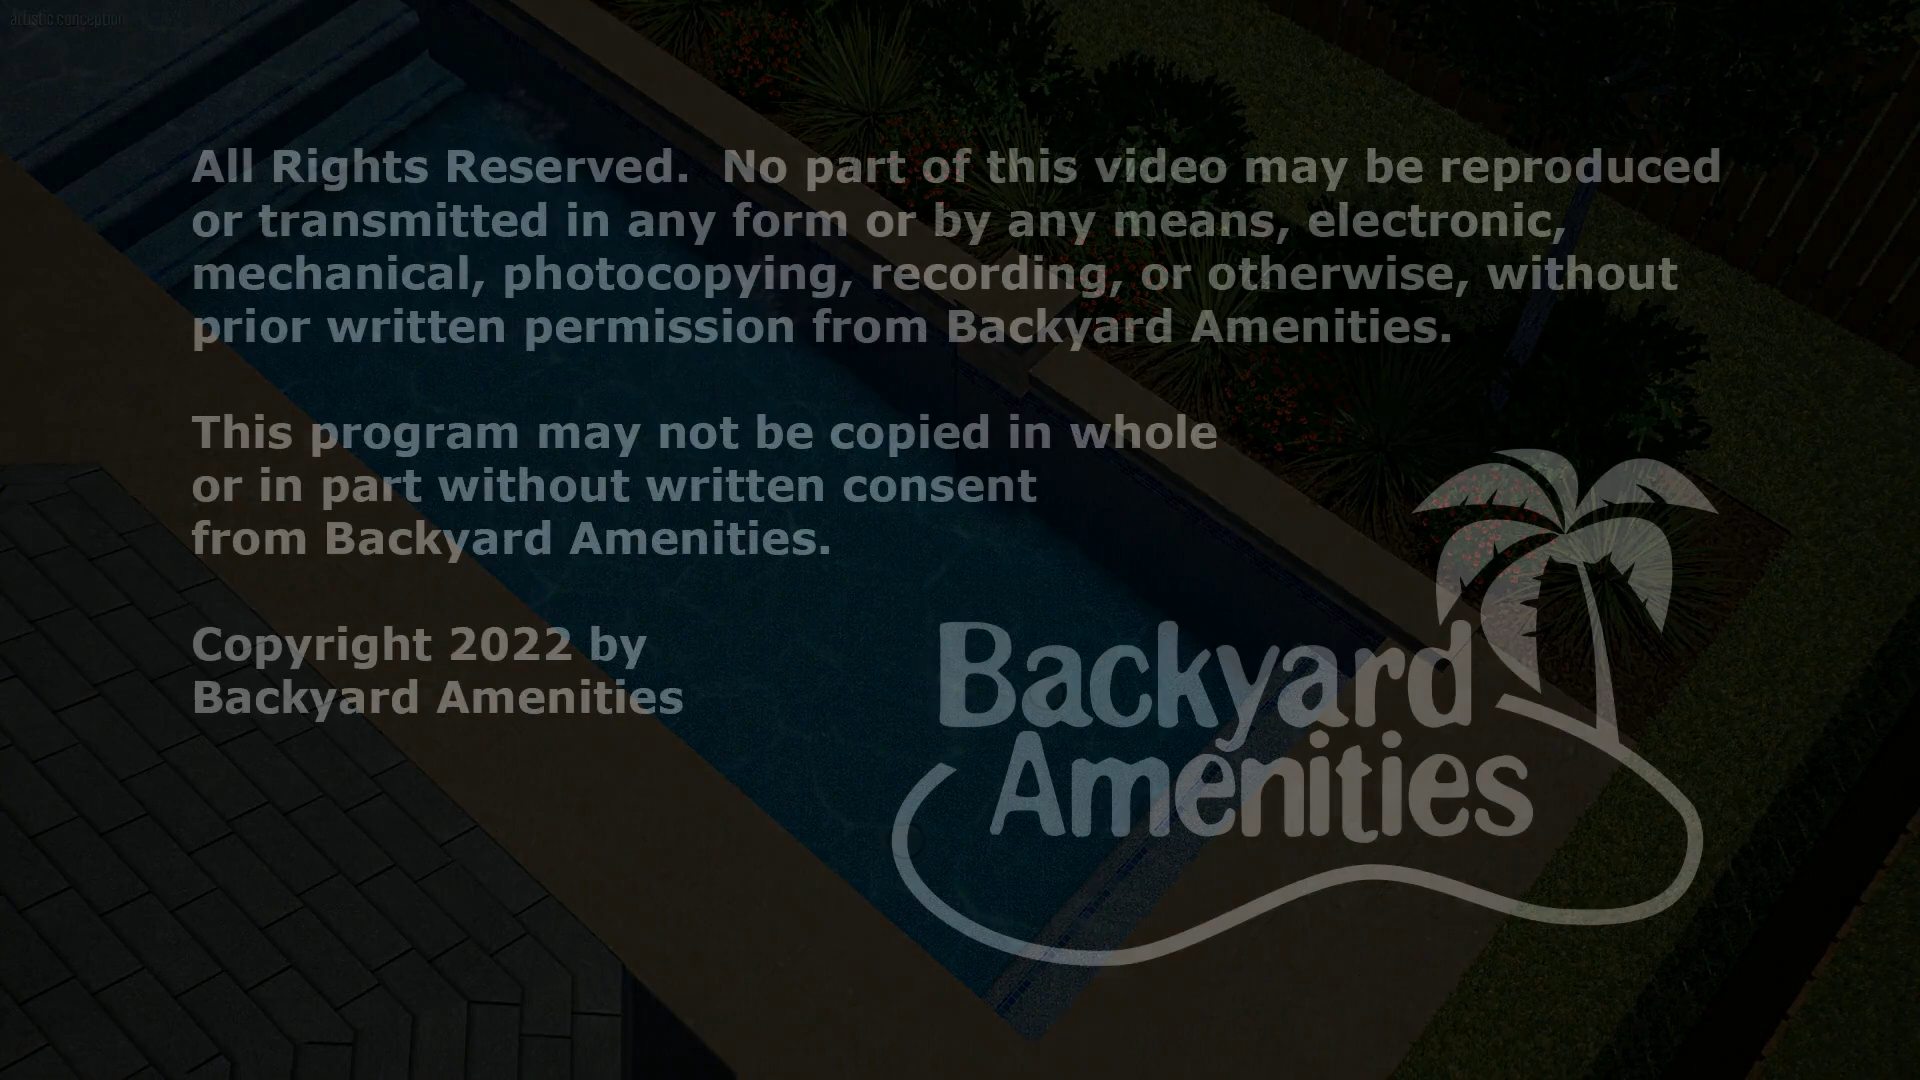 artistic conception
All Rights Reserved.  No part of this video may be reproduced
or transmitted in any form or by any means, electronic,
mechanical, photocopying, recording, or otherwise, without
prior written permission from Backyard Amenities.
This program may not be copied in whole
or in part without written consent
from Backyard Amenities.
Copyright 2022 by
Backyard Amenities
Backyard
Amenities